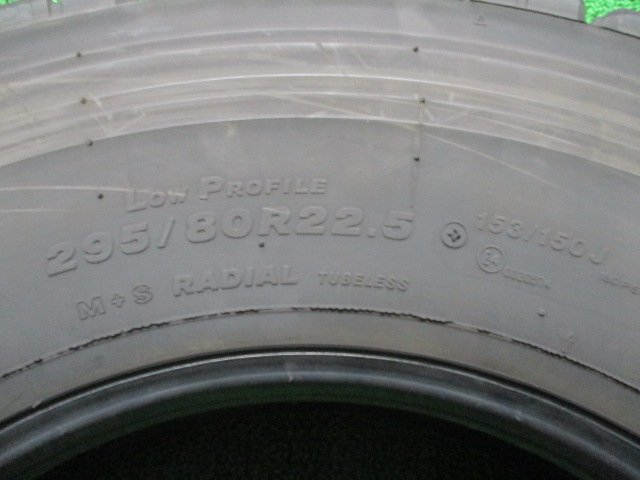 LOW PROFILE
295/80R22.5 153/150J
M+S RADIAL TUBELESS